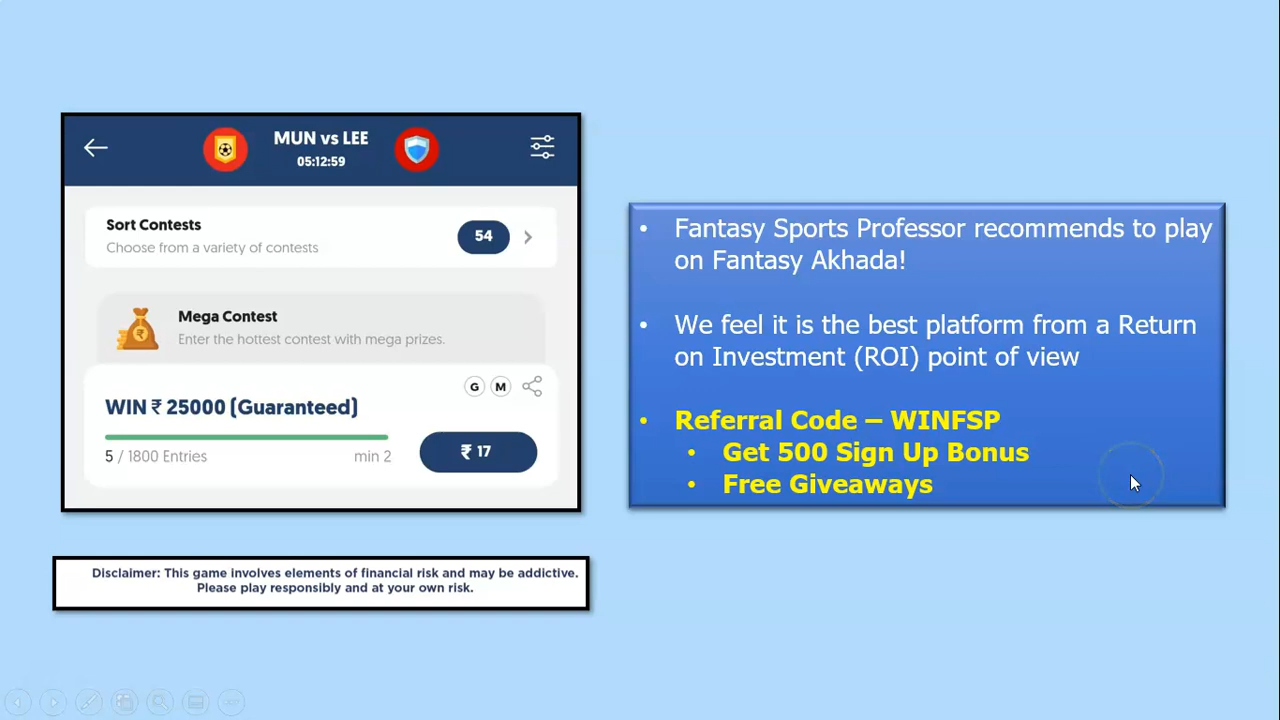 MUN vs LEE
05:12:59
Sort Contests
Choose from a variety of contests
54
Mega Contest
Enter the hottest contest with mega prizes.
G M
WIN ₹ 25000 (Guaranteed)
5 / 1800 Entries
min 2
₹ 17
Disclaimer: This game involves elements of financial risk and may be addictive.
Please play responsibly and at your own risk.
• Fantasy Sports Professor recommends to play
on Fantasy Akhada!
• We feel it is the best platform from a Return
on Investment (ROI) point of view
• Referral Code – WINFSP
• Get 500 Sign Up Bonus
• Free Giveaways